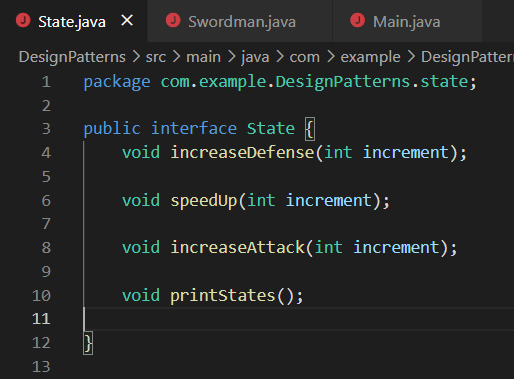 State.java
Swordman.java
Main.java
DesignPatterns > src > main > java > com > example > DesignPattern
1 package com.example.DesignPatterns.state;
2
3 public interface State {
4 void increaseDefense(int increment);
5
6 void speedUp(int increment);
7
8 void increaseAttack(int increment);
9
10 void printStates();
11
12 }
13